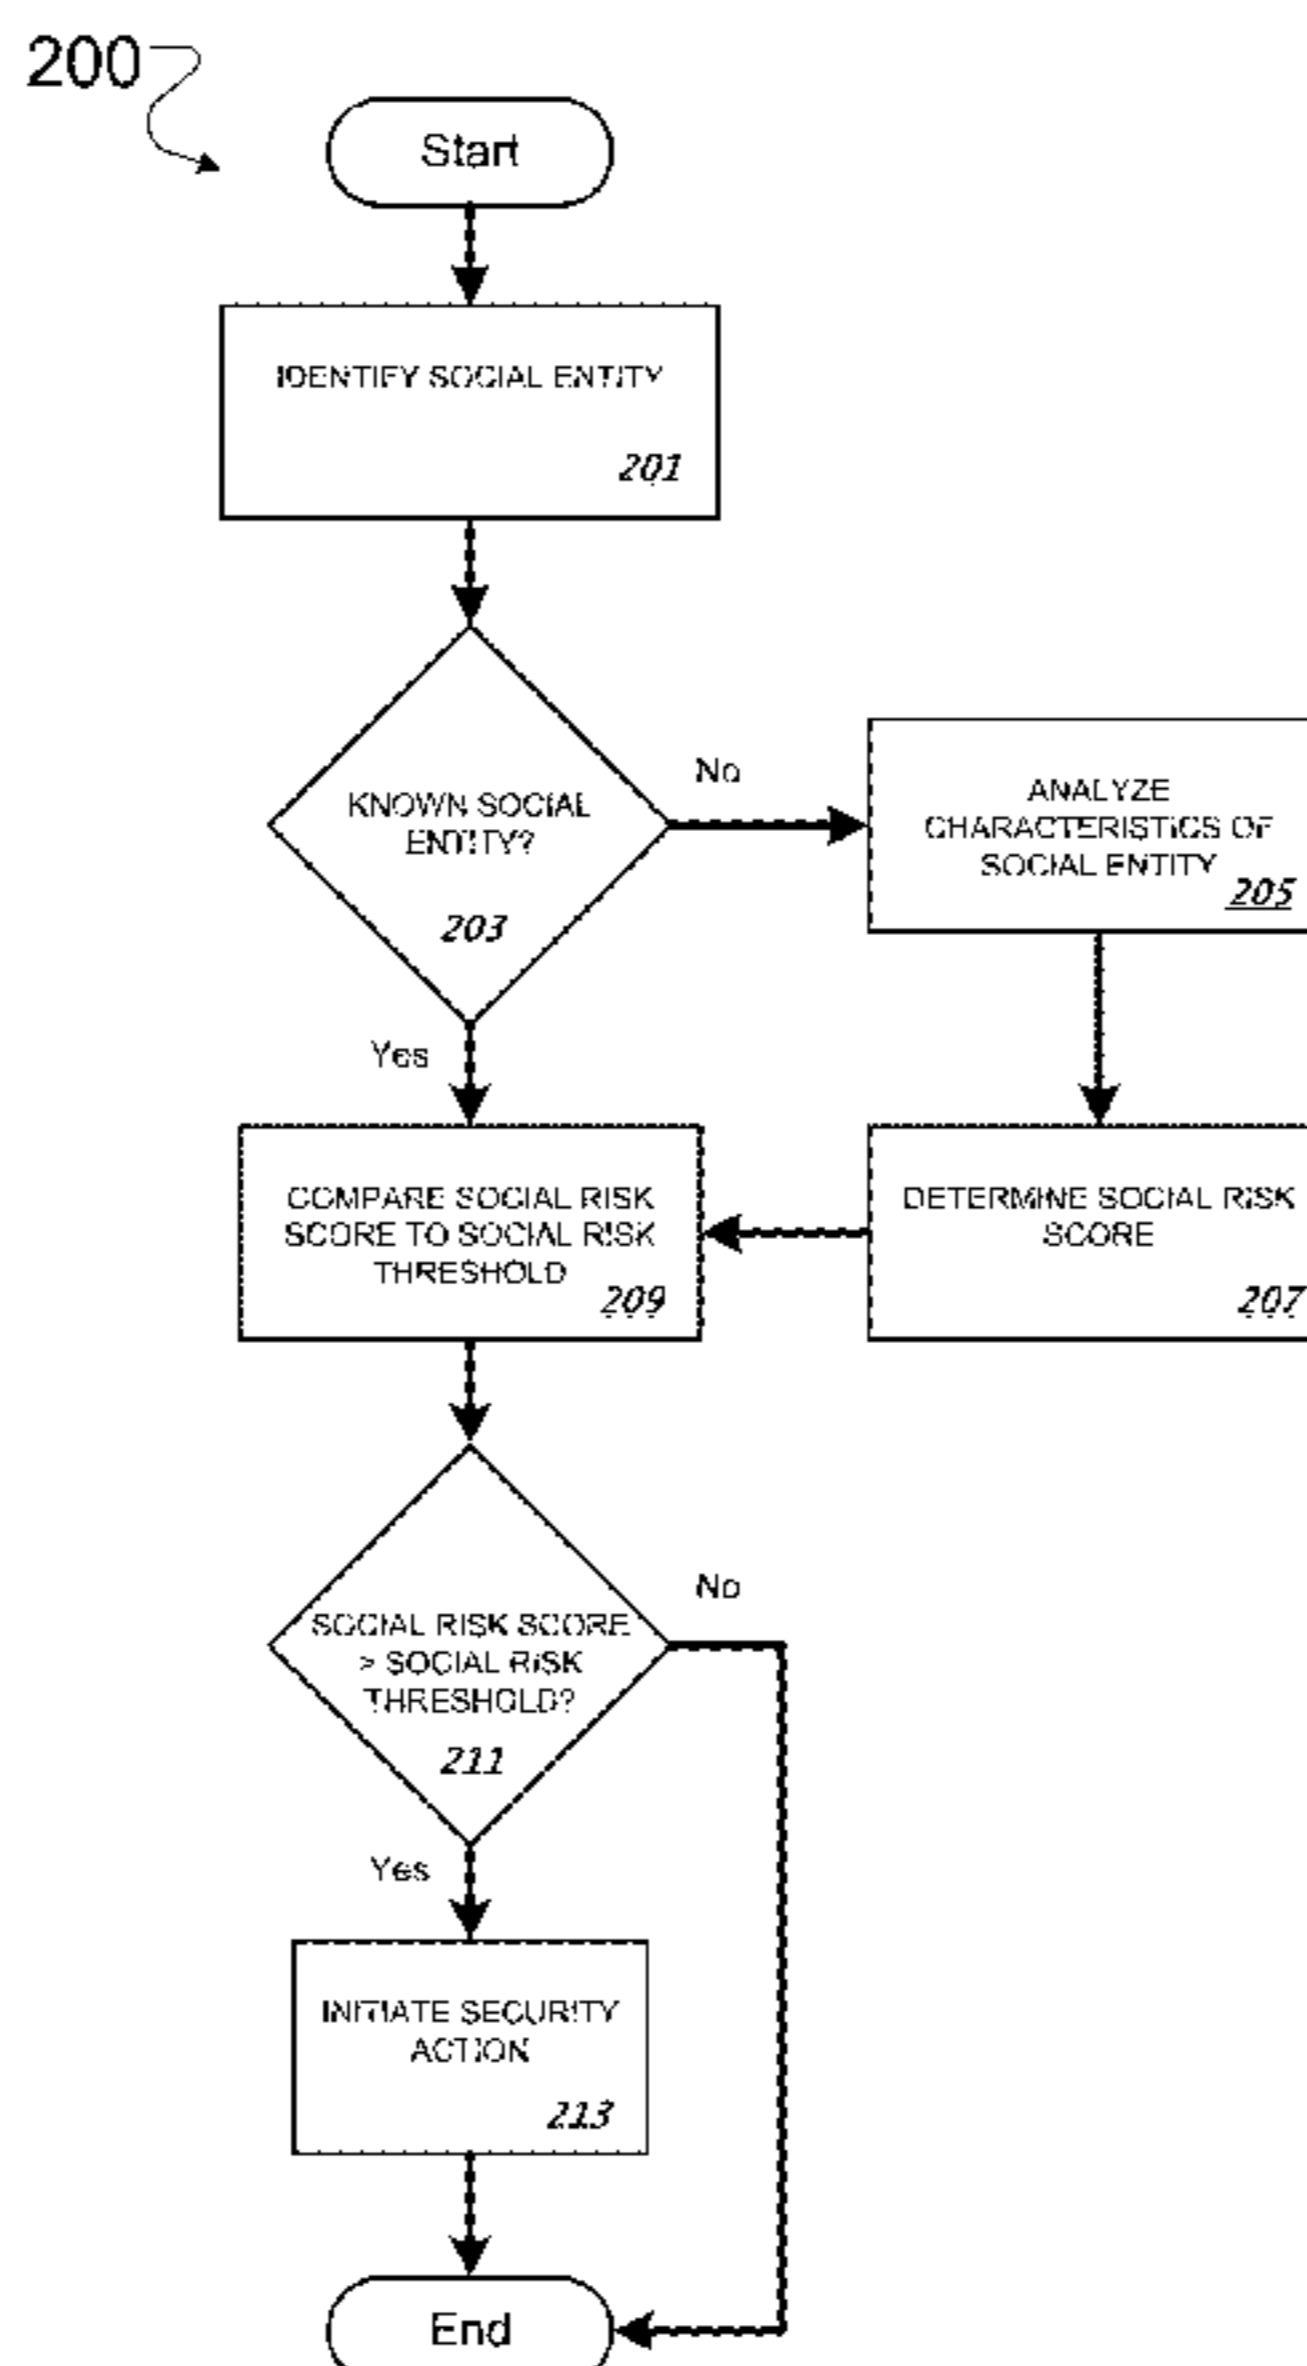 200
Start
IDENTIFY SOCIAL ENTITY
201
KNOWN SOCIAL
ENTITY?
203
No
ANALYZE
CHARACTERISTICS OF
SOCIAL ENTITY
205
Yes
COMPARE SOCIAL RISK
SCORE TO SOCIAL RISK
THRESHOLD
209
DETERMINE SOCIAL RISK
SCORE
207
SOCIAL RISK SCORE
> SOCIAL RISK
THRESHOLD?
211
No
Yes
INITIATE SECURITY
ACTION
213
End